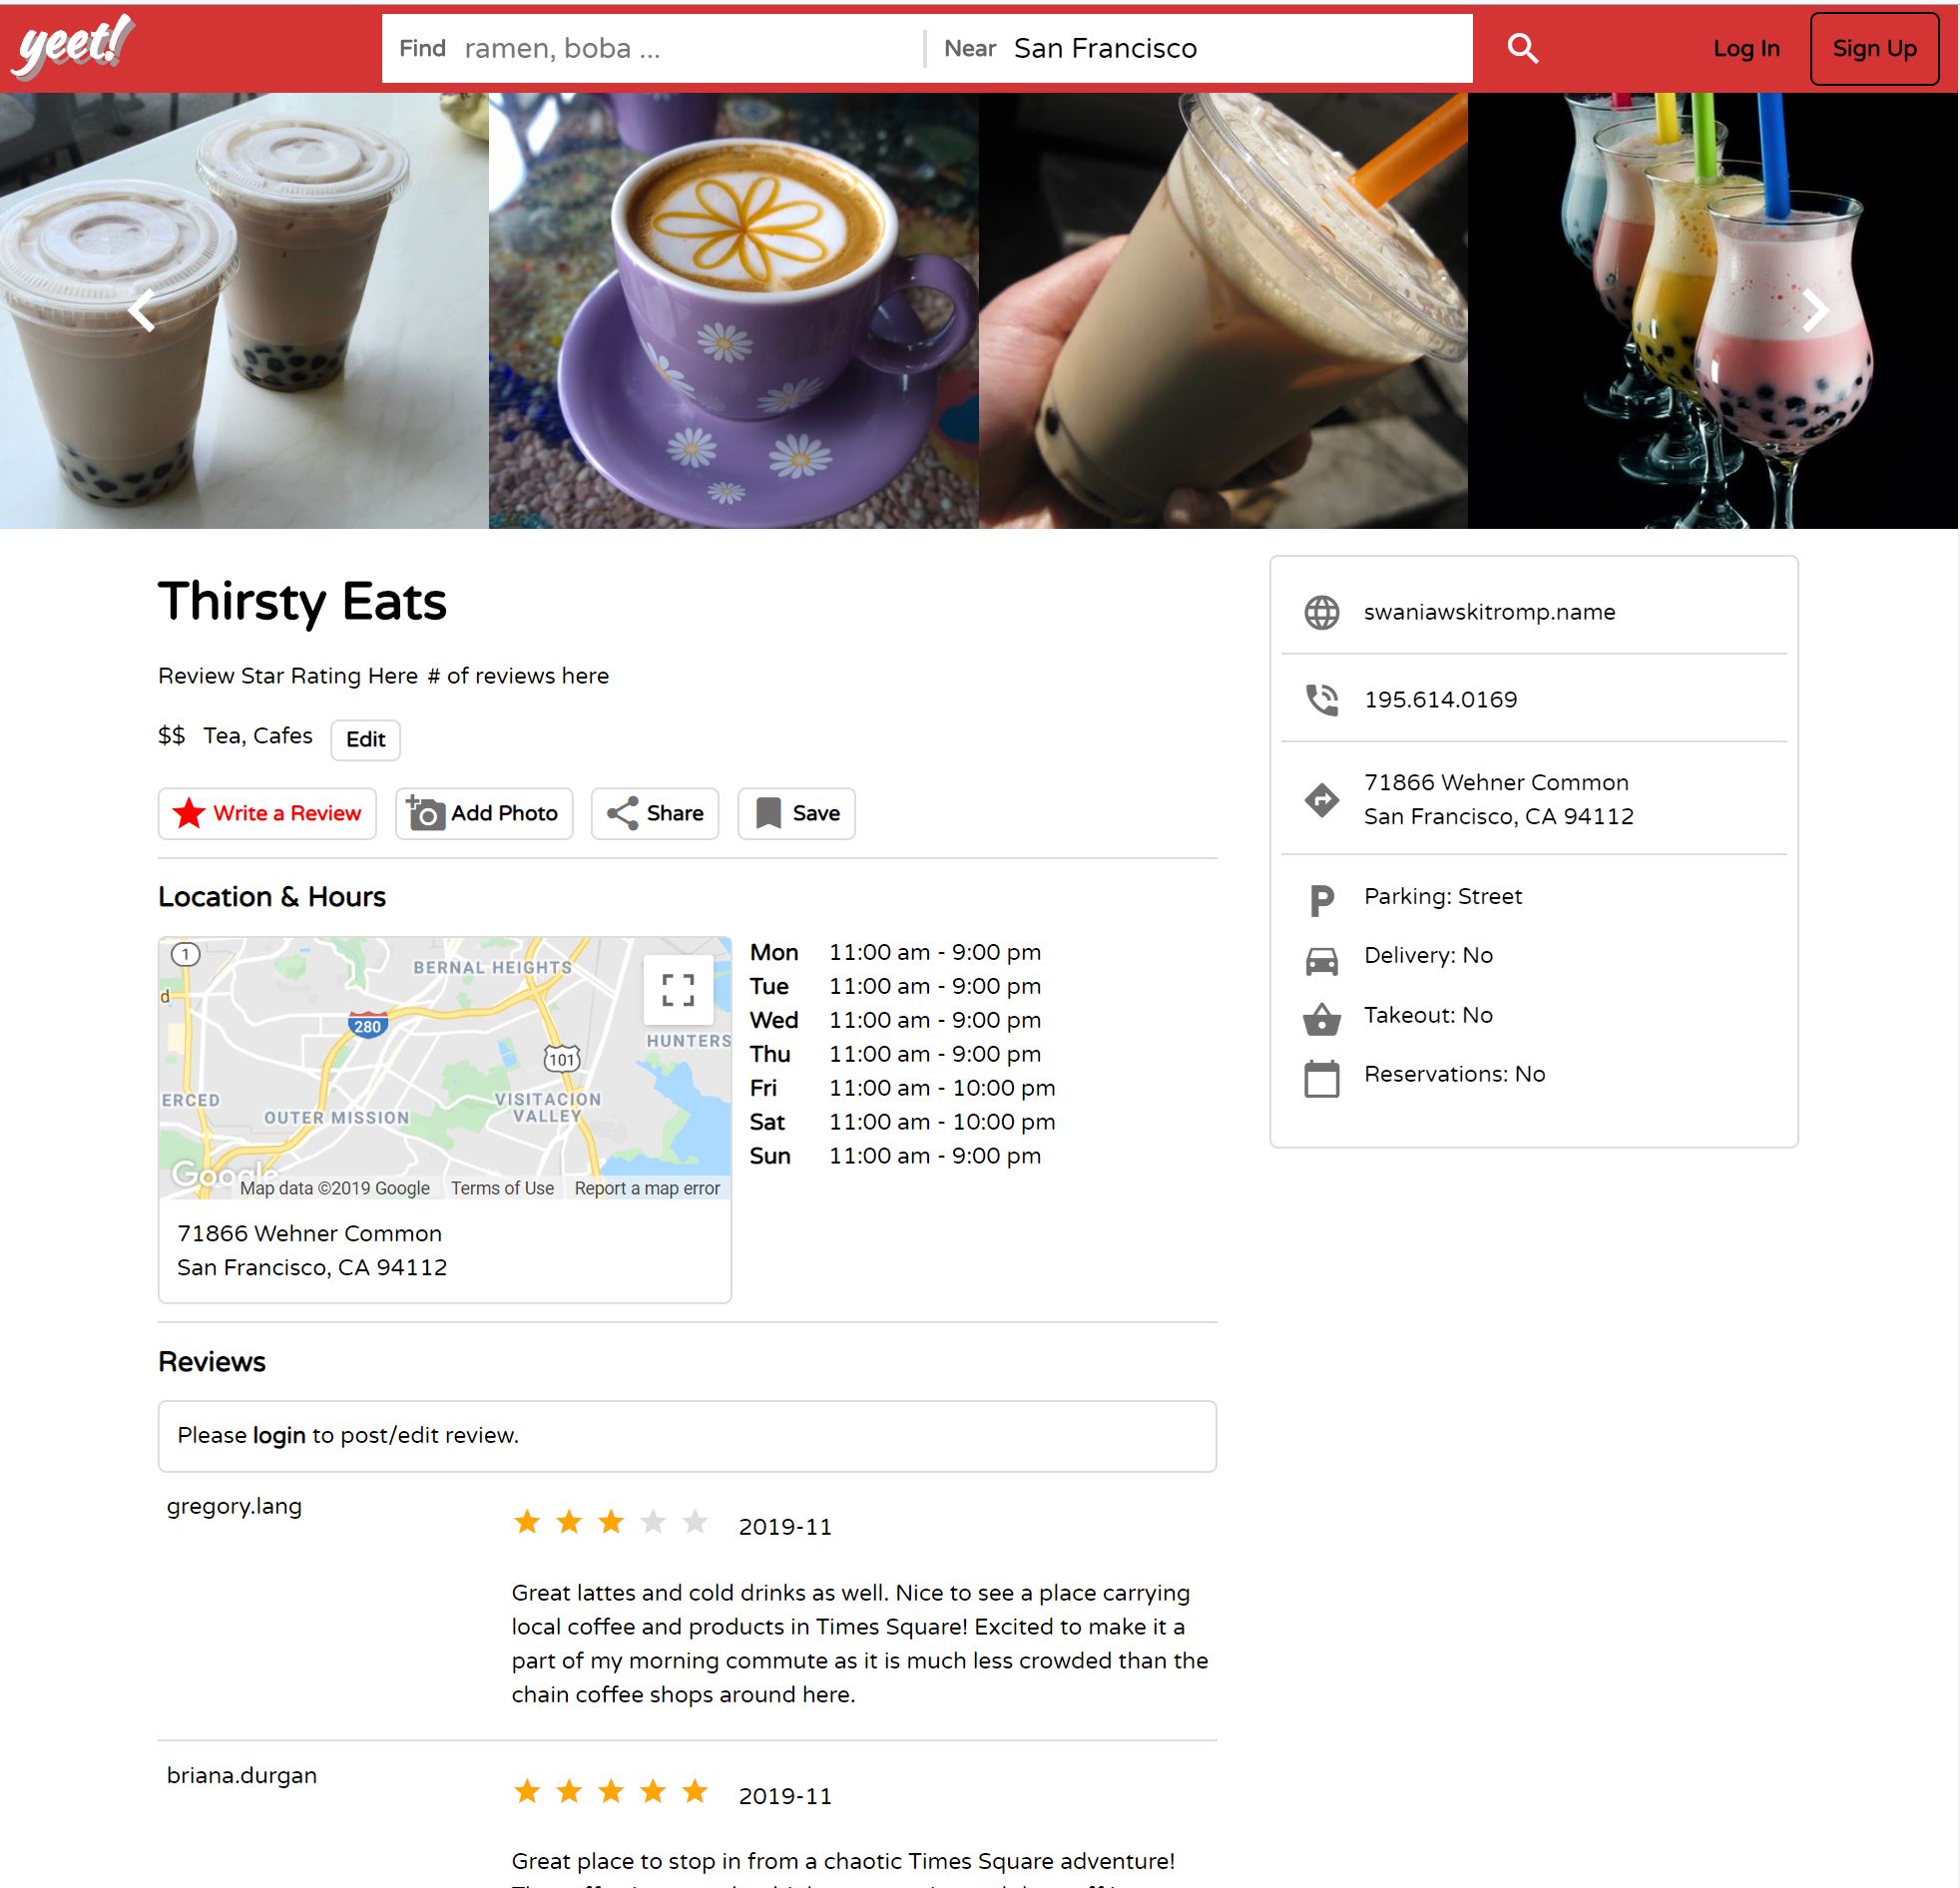 yeet!
Find ramen, boba ... Near San Francisco
Log In
Sign Up
Thirsty Eats
Review Star Rating Here # of reviews here
$$ Tea, Cafes Edit
Write a Review
Add Photo
Share
Save
Location & Hours
1
d
BERNAL HEIGHTS
280
HUNTERS
101
ERCED
OUTER MISSION
VISITACION
VALLEY
Google
Map data ©2019 Google Terms of Use Report a map error
71866 Wehner Common
San Francisco, CA 94112
Mon 11:00 am - 9:00 pm
Tue 11:00 am - 9:00 pm
Wed 11:00 am - 9:00 pm
Thu 11:00 am - 9:00 pm
Fri 11:00 am - 10:00 pm
Sat 11:00 am - 10:00 pm
Sun 11:00 am - 9:00 pm
swaniawskitromp.name
195.614.0169
71866 Wehner Common
San Francisco, CA 94112
P Parking: Street
Delivery: No
Takeout: No
Reservations: No
Reviews
Please login to post/edit review.
gregory.lang
2019-11
Great lattes and cold drinks as well. Nice to see a place carrying
local coffee and products in Times Square! Excited to make it a
part of my morning commute as it is much less crowded than the
chain coffee shops around here.
briana.durgan
2019-11
Great place to stop in from a chaotic Times Square adventure!